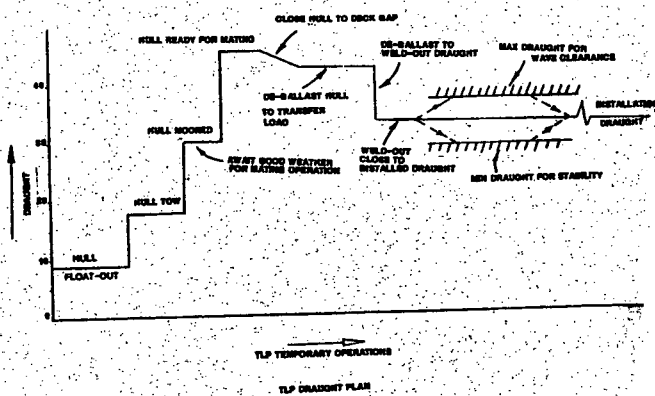 CLOSE HULL TO DECK GAP
HULL READY FOR MATING
DE-BALLAST TO
WELD-OUT DRAUGHT
MAX DRAUGHT FOR
WAVE CLEARANCE
40
DE-BALLAST HULL
TO TRANSFER
LOAD
INSTALLATION
DRAUGHT
HULL MOORED
30
AWAIT GOOD WEATHER
FOR MATING OPERATION
WELD-OUT
CLOSE TO
INSTALLED DRAUGHT
MIN DRAUGHT FOR STABILITY
DRAUGHT
20
HULL TOW
HULL
10
FLOAT-OUT
0
TLP TEMPORARY OPERATIONS
TLP DRAUGHT PLAN